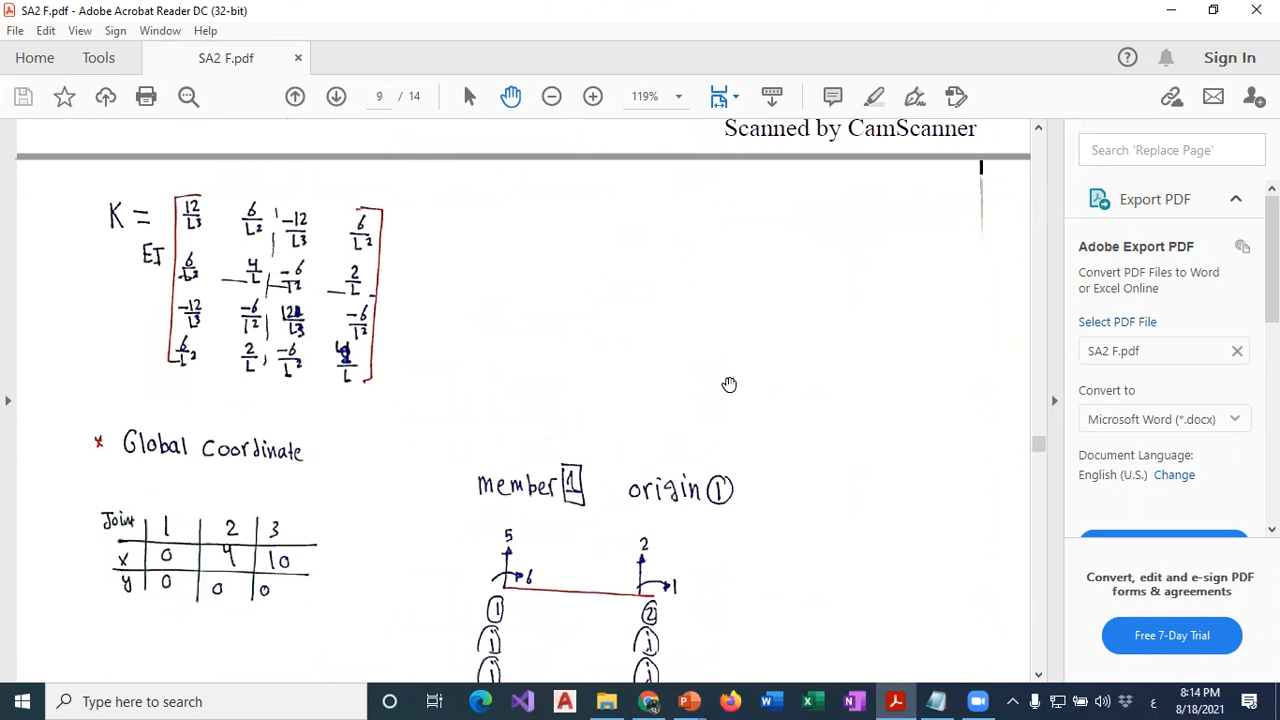 SA2 F.pdf - Adobe Acrobat Reader DC (32-bit)
File Edit View Sign Window Help
Home Tools SA2 F.pdf × Sign In
9 / 14 119%
Scanned by CamScanner
K = EI
12/L3 6/L2 -12/L3 6/L2
6/L2 4/L -6/L2 2/L
-12/L3 -6/L2 12/L3 -6/L2
6/L2 2/L -6/L2 4/L
* Global Coordinate
member 1 origin 1
Joint 1 2 3
x 0 4 10
y 0 0 0
5 2
6 1
1 2
i j
Search 'Replace Page'
Export PDF
Adobe Export PDF
Convert PDF Files to Word
or Excel Online
Select PDF File
SA2 F.pdf
Convert to
Microsoft Word (*.docx)
Document Language:
English (U.S.) Change
Convert, edit and e-sign PDF
forms & agreements
Free 7-Day Trial
Type here to search
ع
8:14 PM
8/18/2021